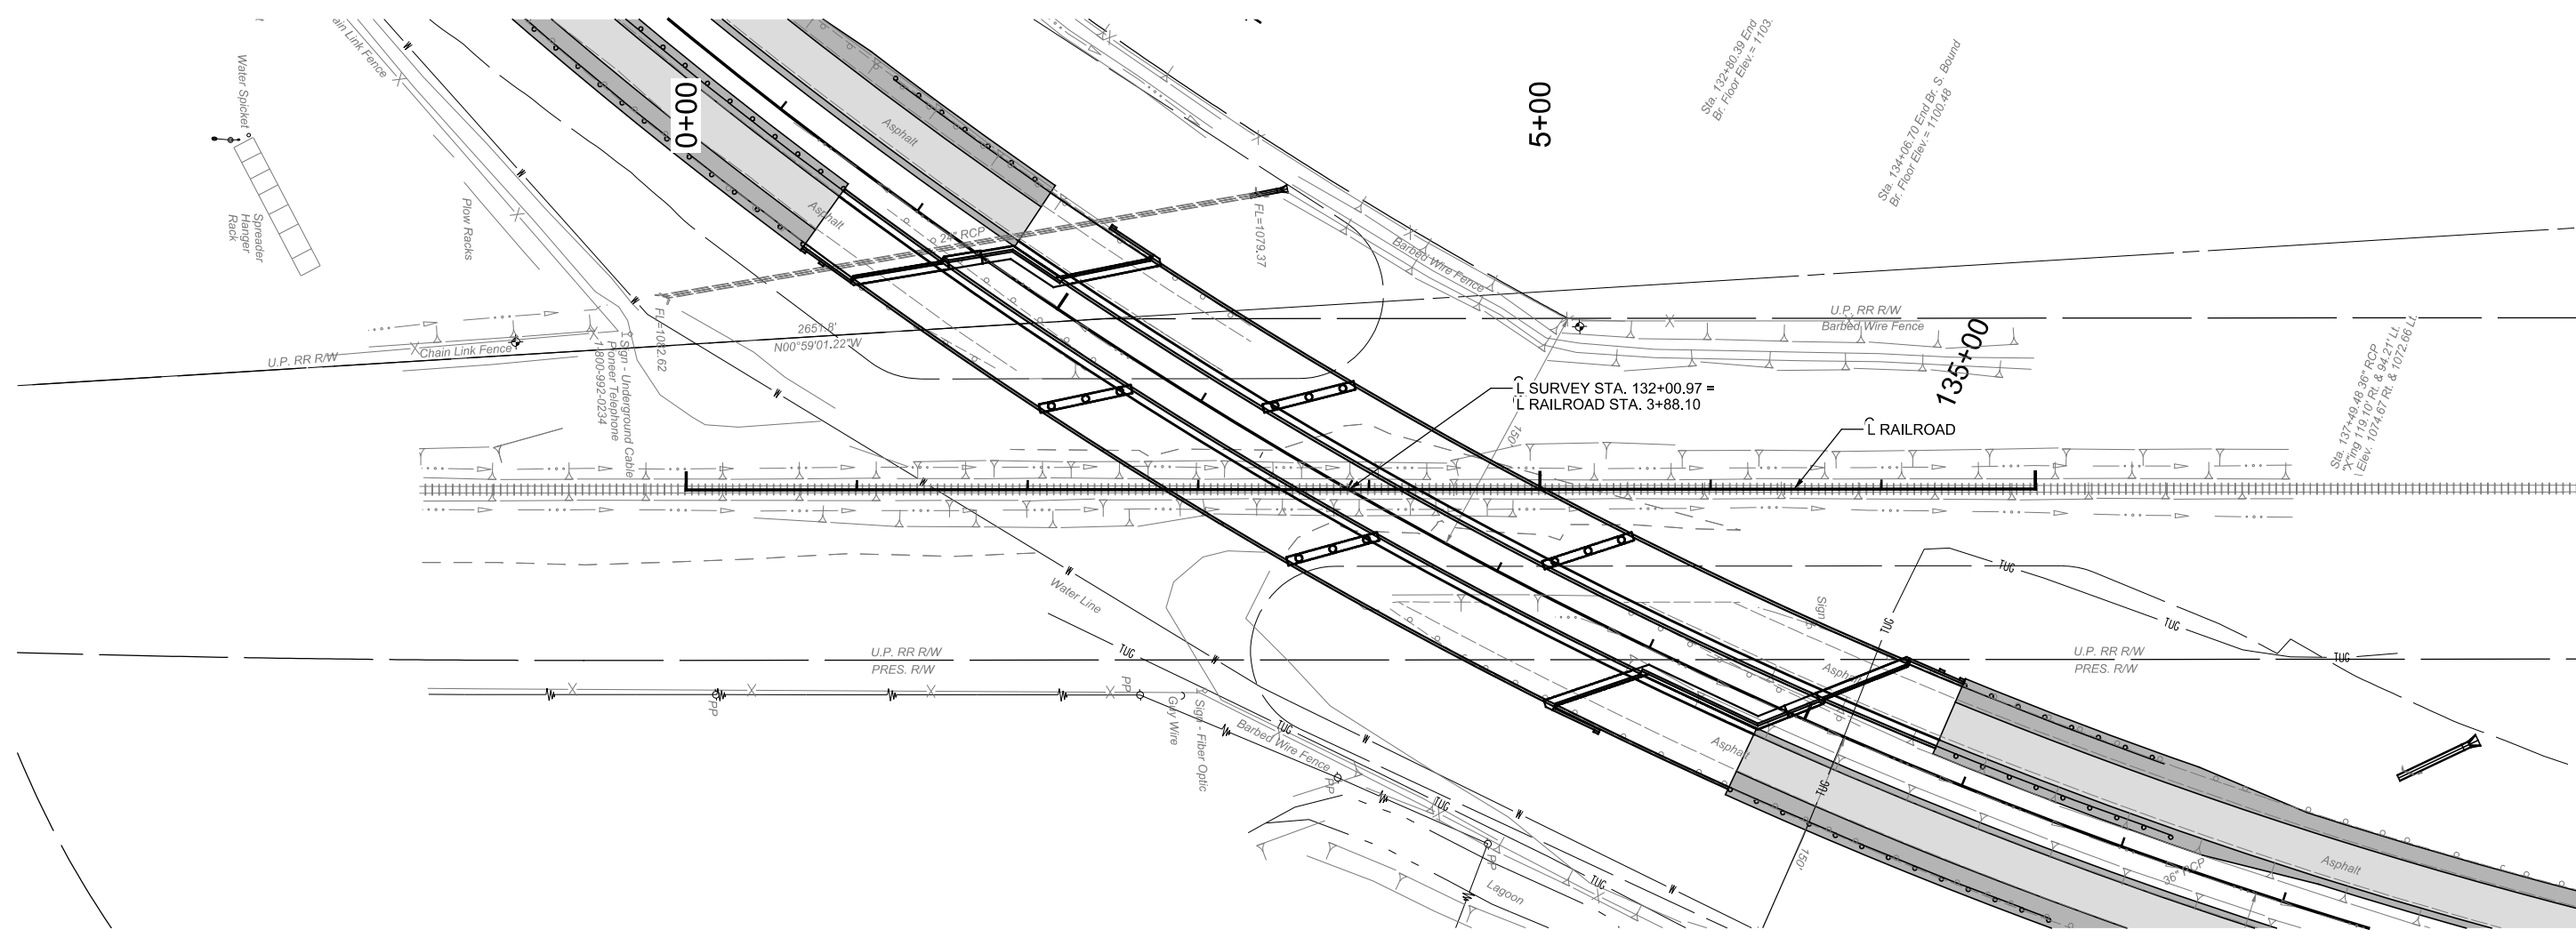 ain Link Fence
Water Spicket
Spreader
Hanger
Rack
Plow Racks
0+00
5+00
Asphalt
Asphalt
24" RCP
FL=1079.37
Barbed Wire Fence
Sta. 132+80.39 End
Br. Floor Elev.= 1103.
Sta. 134+06.70 End Br. S. Bound
Br. Floor Elev.= 1100.48
U.P. RR R/W
Barbed Wire Fence
135+00
Sta. 137+49.48 36" RCP
X'ing 119.10' Rt. & 94.21' Lt.
Elev. 1074.67 Rt. & 1072.66 Lt.
U.P. RR R/W
Chain Link Fence
Sign - Underground Cable
Pioneer Telephone
1-800-992-0234
FL=1082.62
2651.8'
N00°59'01.22"W
W
W
W
W
W
W
W
W
W
W
℄ SURVEY STA. 132+00.97 =
℄ RAILROAD STA. 3+88.10
℄ RAILROAD
150'
Water Line
TUG
TUG
TUG
TUG
TUG
TUG
TUG
TUG
TUG
Sign
U.P. RR R/W
PRES. R/W
U.P. RR R/W
PRES. R/W
PP
PP
Guy Wire
Sign - Fiber Optic
Barbed Wire Fence
PP
PP
Asphalt
Asphalt
150'
36" RCP
Asphalt
Lagoon